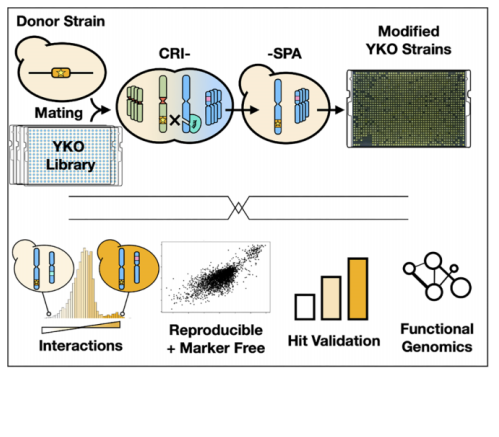 Donor Strain
Mating
YKO
Library
CRI-
-SPA
Modified
YKO Strains
Interactions
Reproducible
+ Marker Free
Hit Validation
Functional
Genomics